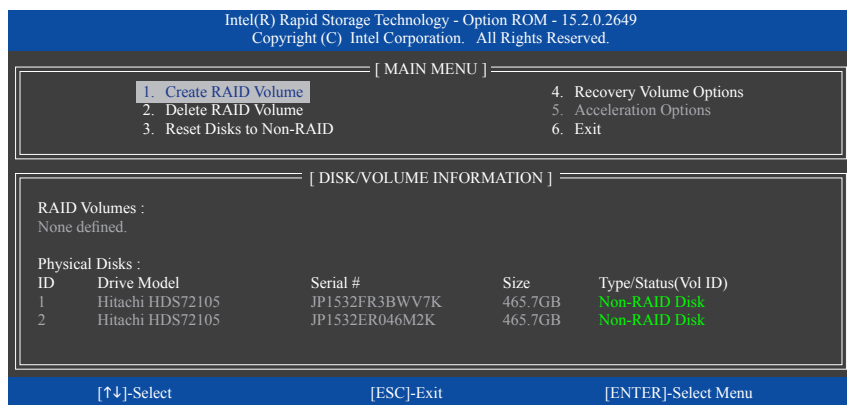 Intel(R) Rapid Storage Technology - Option ROM - 15.2.0.2649
Copyright (C) Intel Corporation. All Rights Reserved.
[ MAIN MENU ]
1. Create RAID Volume
2. Delete RAID Volume
3. Reset Disks to Non-RAID
4. Recovery Volume Options
5. Acceleration Options
6. Exit
[ DISK/VOLUME INFORMATION ]
RAID Volumes :
None defined.
Physical Disks :
ID Drive Model Serial # Size Type/Status(Vol ID)
1 Hitachi HDS72105 JP1532FR3BWV7K 465.7GB Non-RAID Disk
2 Hitachi HDS72105 JP1532ER046M2K 465.7GB Non-RAID Disk
[↑↓]-Select [ESC]-Exit [ENTER]-Select Menu